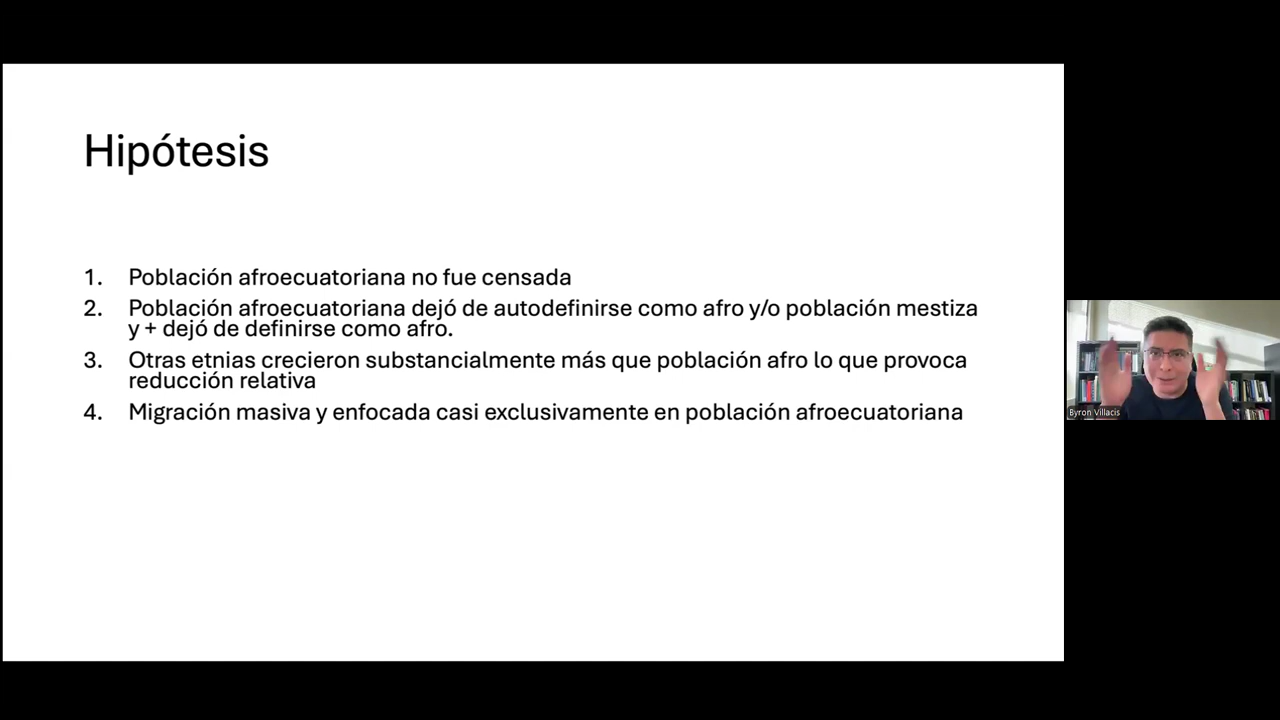 Hipótesis
1. Población afroecuatoriana no fue censada
2. Población afroecuatoriana dejó de autodefinirse como afro y/o población mestiza
y + dejó de definirse como afro.
3. Otras etnias crecieron substancialmente más que población afro lo que provoca
reducción relativa
4. Migración masiva y enfocada casi exclusivamente en población afroecuatoriana
Byron Villacis